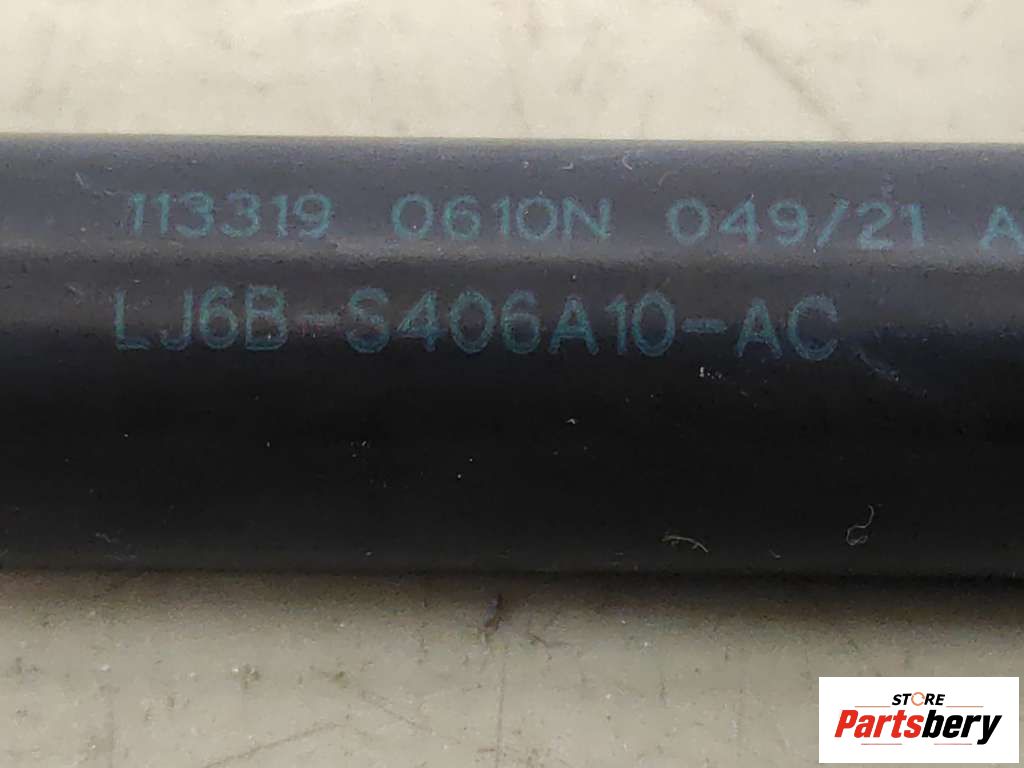 113319 0610N 049/21 A
LJ6B-S406A10-AC
STORE
Partsbery